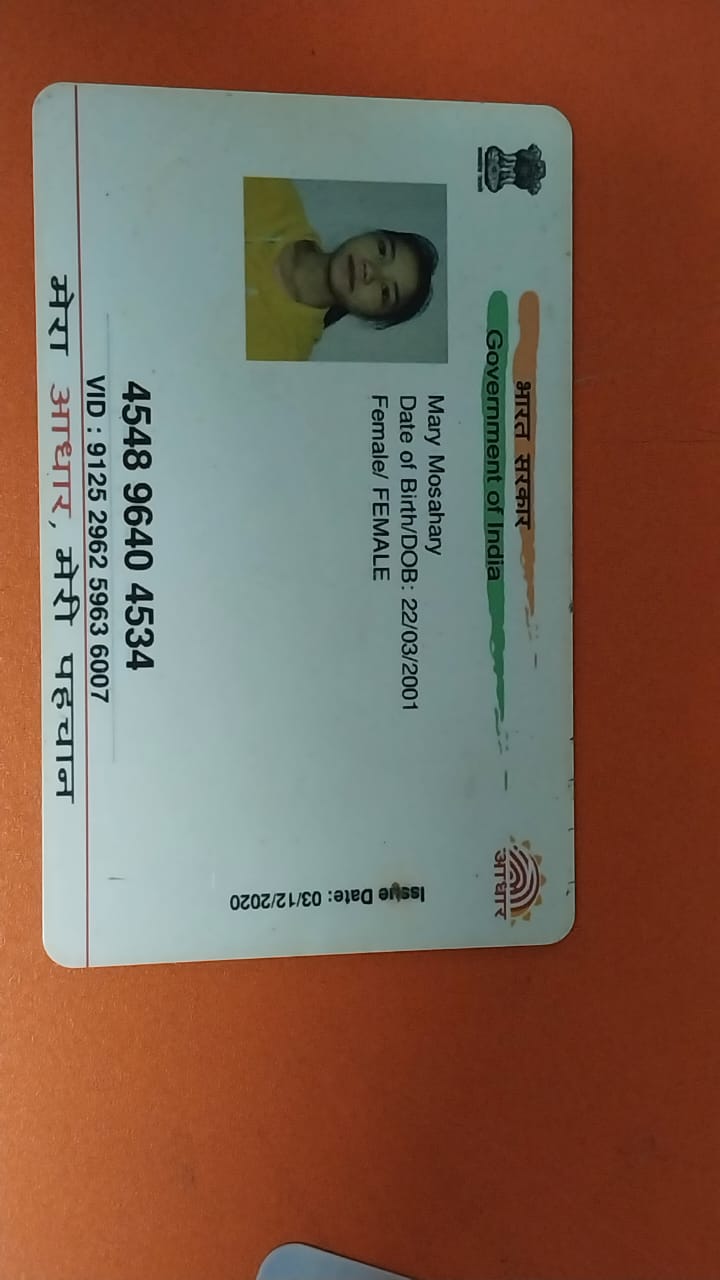 भारत सरकार
Government of India
Mary Mosahary
Date of Birth/DOB: 22/03/2001
Female/ FEMALE
Issue Date: 03/12/2020
आधार
4548 9640 4534
VID : 9125 2962 5963 6007
मेरा आधार, मेरी पहचान